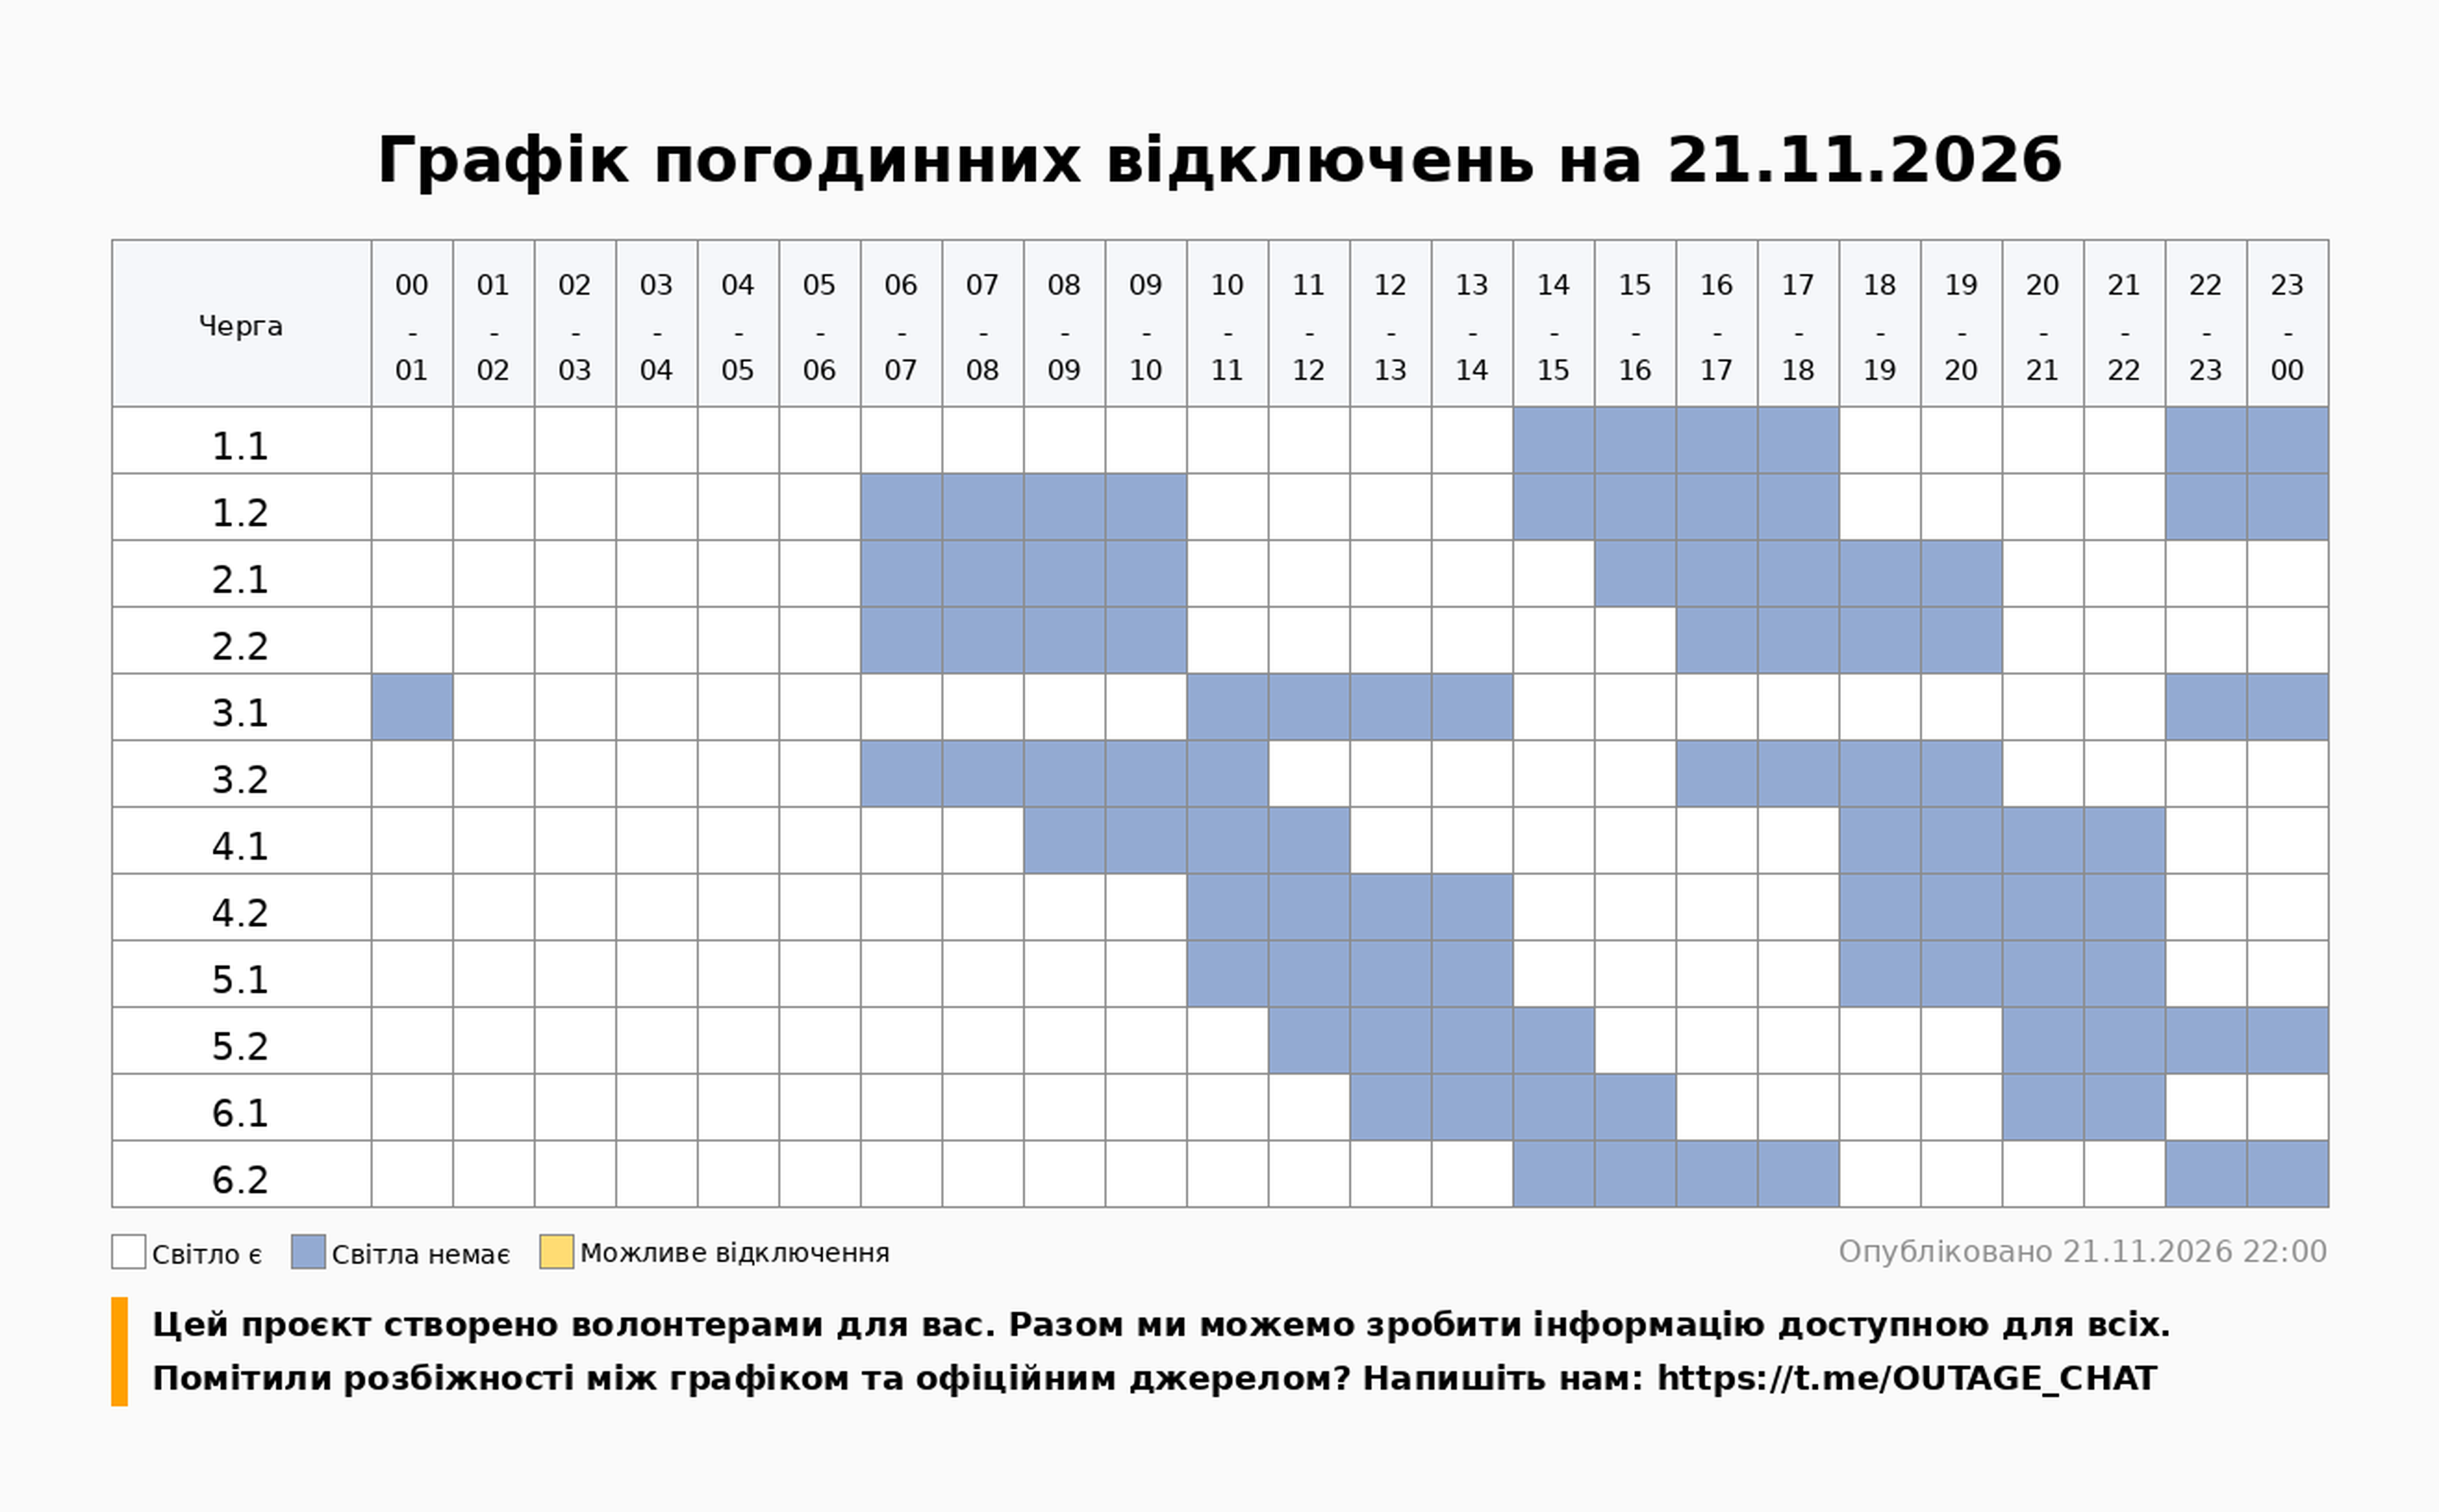 Графік погодинних відключень на 21.11.2026
Черга 00 - 01 01 - 02 02 - 03 03 - 04 04 - 05 05 - 06 06 - 07 07 - 08 08 - 09 09 - 10 10 - 11 11 - 12 12 - 13 13 - 14 14 - 15 15 - 16 16 - 17 17 - 18 18 - 19 19 - 20 20 - 21 21 - 22 22 - 23 23 - 00
1.1
1.2
2.1
2.2
3.1
3.2
4.1
4.2
5.1
5.2
6.1
6.2
Світло є Світла немає Можливе відключення Опубліковано 21.11.2026 22:00
Цей проєкт створено волонтерами для вас. Разом ми можемо зробити інформацію доступною для всіх.
Помітили розбіжності між графіком та офіційним джерелом? Напишіть нам: https://t.me/OUTAGE_CHAT